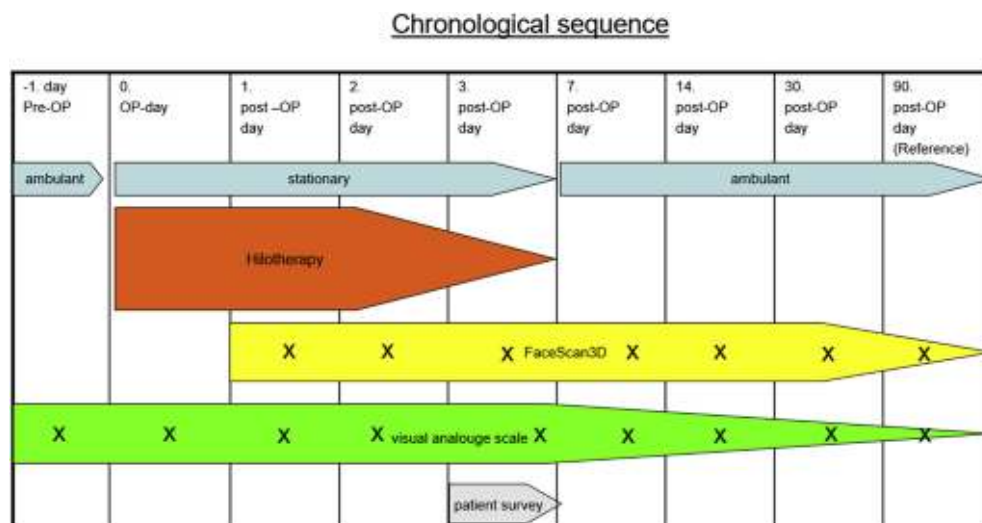 Chronological sequence
-1. day
Pre-OP
0.
OP-day
1.
post –OP
day
2.
post-OP
day
3.
post-OP
day
7.
post-OP
day
14.
post-OP
day
30.
post-OP
day
90.
post-OP
day
(Reference)
ambulant
stationary
ambulant
Hilotherapy
X X X FaceScan3D X X X X
X X X X visual analouge scale X X X X X
patient survey